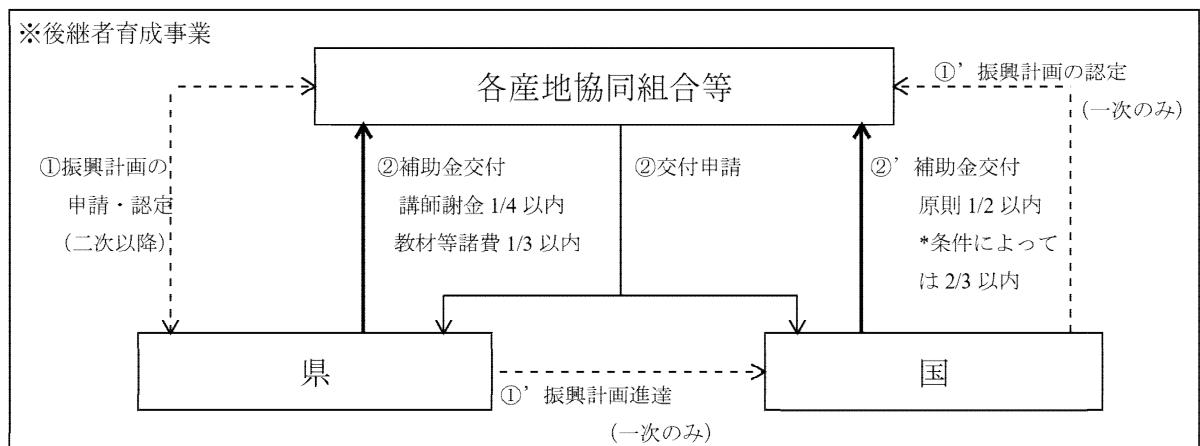 ※後継者育成事業
各産地協同組合等
①’ 振興計画の認定
(一次のみ)
①振興計画の
申請・認定
(二次以降)
②補助金交付
講師謝金 1/4 以内
教材等諸費 1/3 以内
②交付申請
②’ 補助金交付
原則 1/2 以内
*条件によって
は 2/3 以内
県
国
①’ 振興計画進達
(一次のみ)